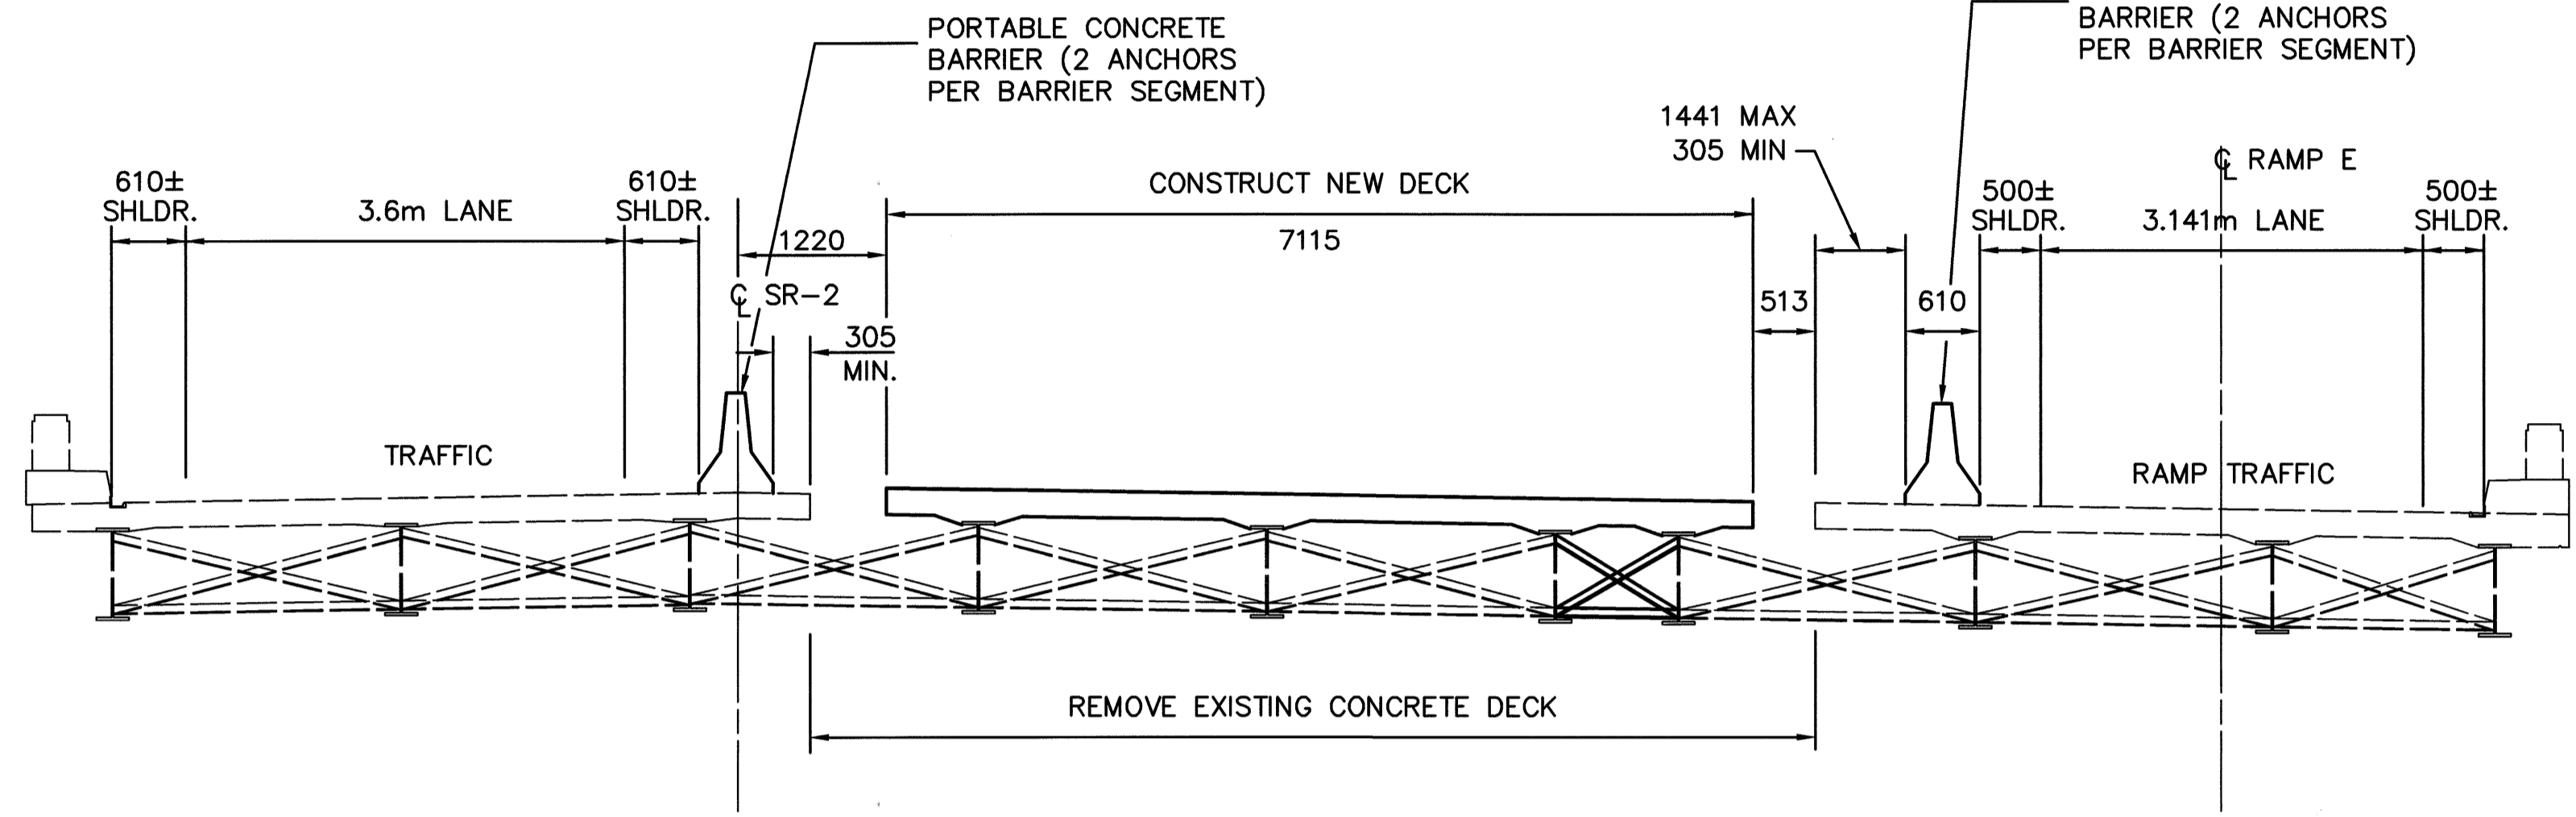 PORTABLE CONCRETE
BARRIER (2 ANCHORS
PER BARRIER SEGMENT)
BARRIER (2 ANCHORS
PER BARRIER SEGMENT)
1441 MAX
305 MIN
℄ RAMP E
610±
SHLDR.
3.6m LANE
610±
SHLDR.
CONSTRUCT NEW DECK
7115
500±
SHLDR.
3.141m LANE
500±
SHLDR.
1220
℄ SR-2
305
MIN.
513
610
TRAFFIC
RAMP TRAFFIC
REMOVE EXISTING CONCRETE DECK